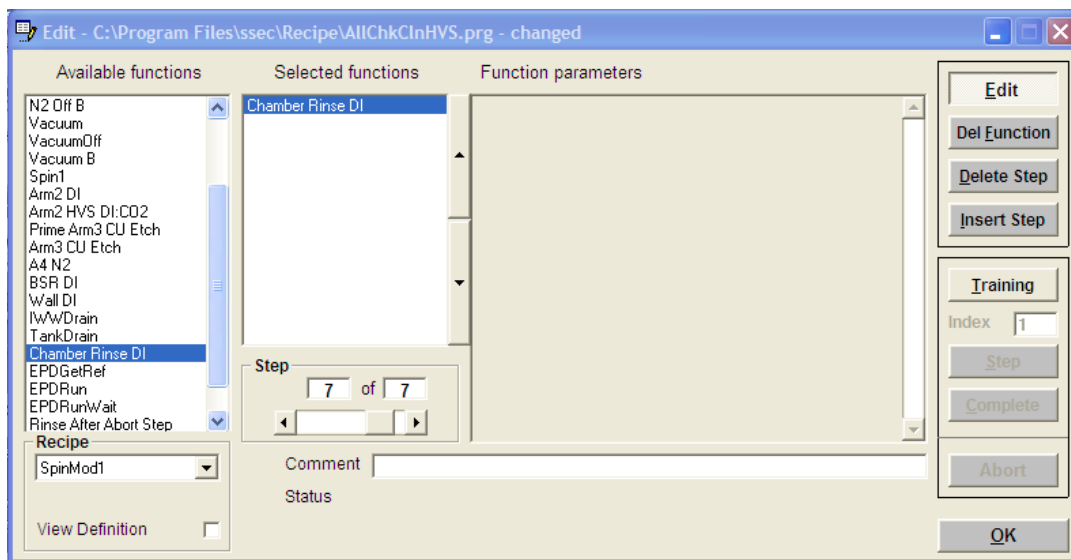 Edit - C:\Program Files\ssec\Recipe\AllChkClnHVS.prg - changed
Available functions
Selected functions
Function parameters
N2 Off B
Vacuum
VacuumOff
Vacuum B
Spin1
Arm2 DI
Arm2 HVS DI:CO2
Prime Arm3 CU Etch
Arm3 CU Etch
A4 N2
BSR DI
Wall DI
IWWDrain
TankDrain
Chamber Rinse DI
EPDGetRef
EPDRun
EPDRunWait
Rinse After Abort Step
Recipe
SpinMod1
View Definition
Chamber Rinse DI
Step
7 of 7
Comment
Status
Edit
Del Function
Delete Step
Insert Step
Training
Index 1
Step
Complete
Abort
OK